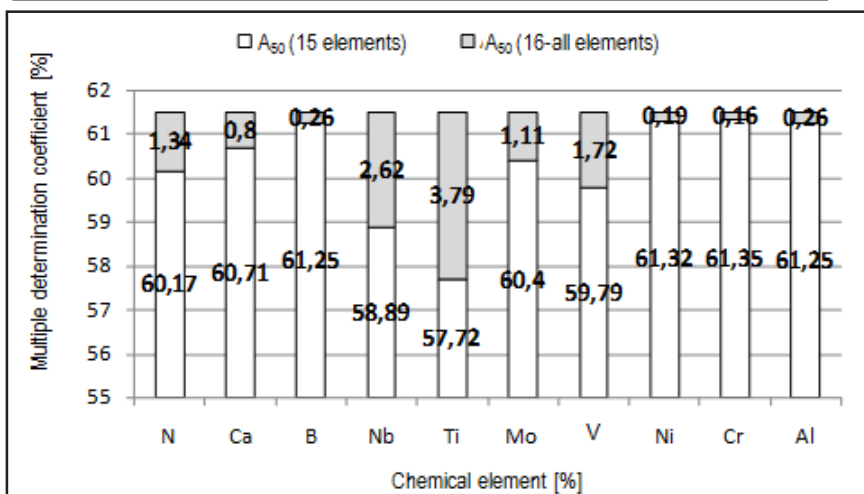 A₅₀ (15 elements) A₅₀ (16-all elements)
Multiple determination coefficient [%]
62
61
60
59
58
57
56
55
1,34 0,8 0,26 2,62 3,79 1,11 1,72 0,19 0,16 0,26
60,17 60,71 61,25 58,89 57,72 60,4 59,79 61,32 61,35 61,25
N Ca B Nb Ti Mo V Ni Cr Al
Chemical element [%]